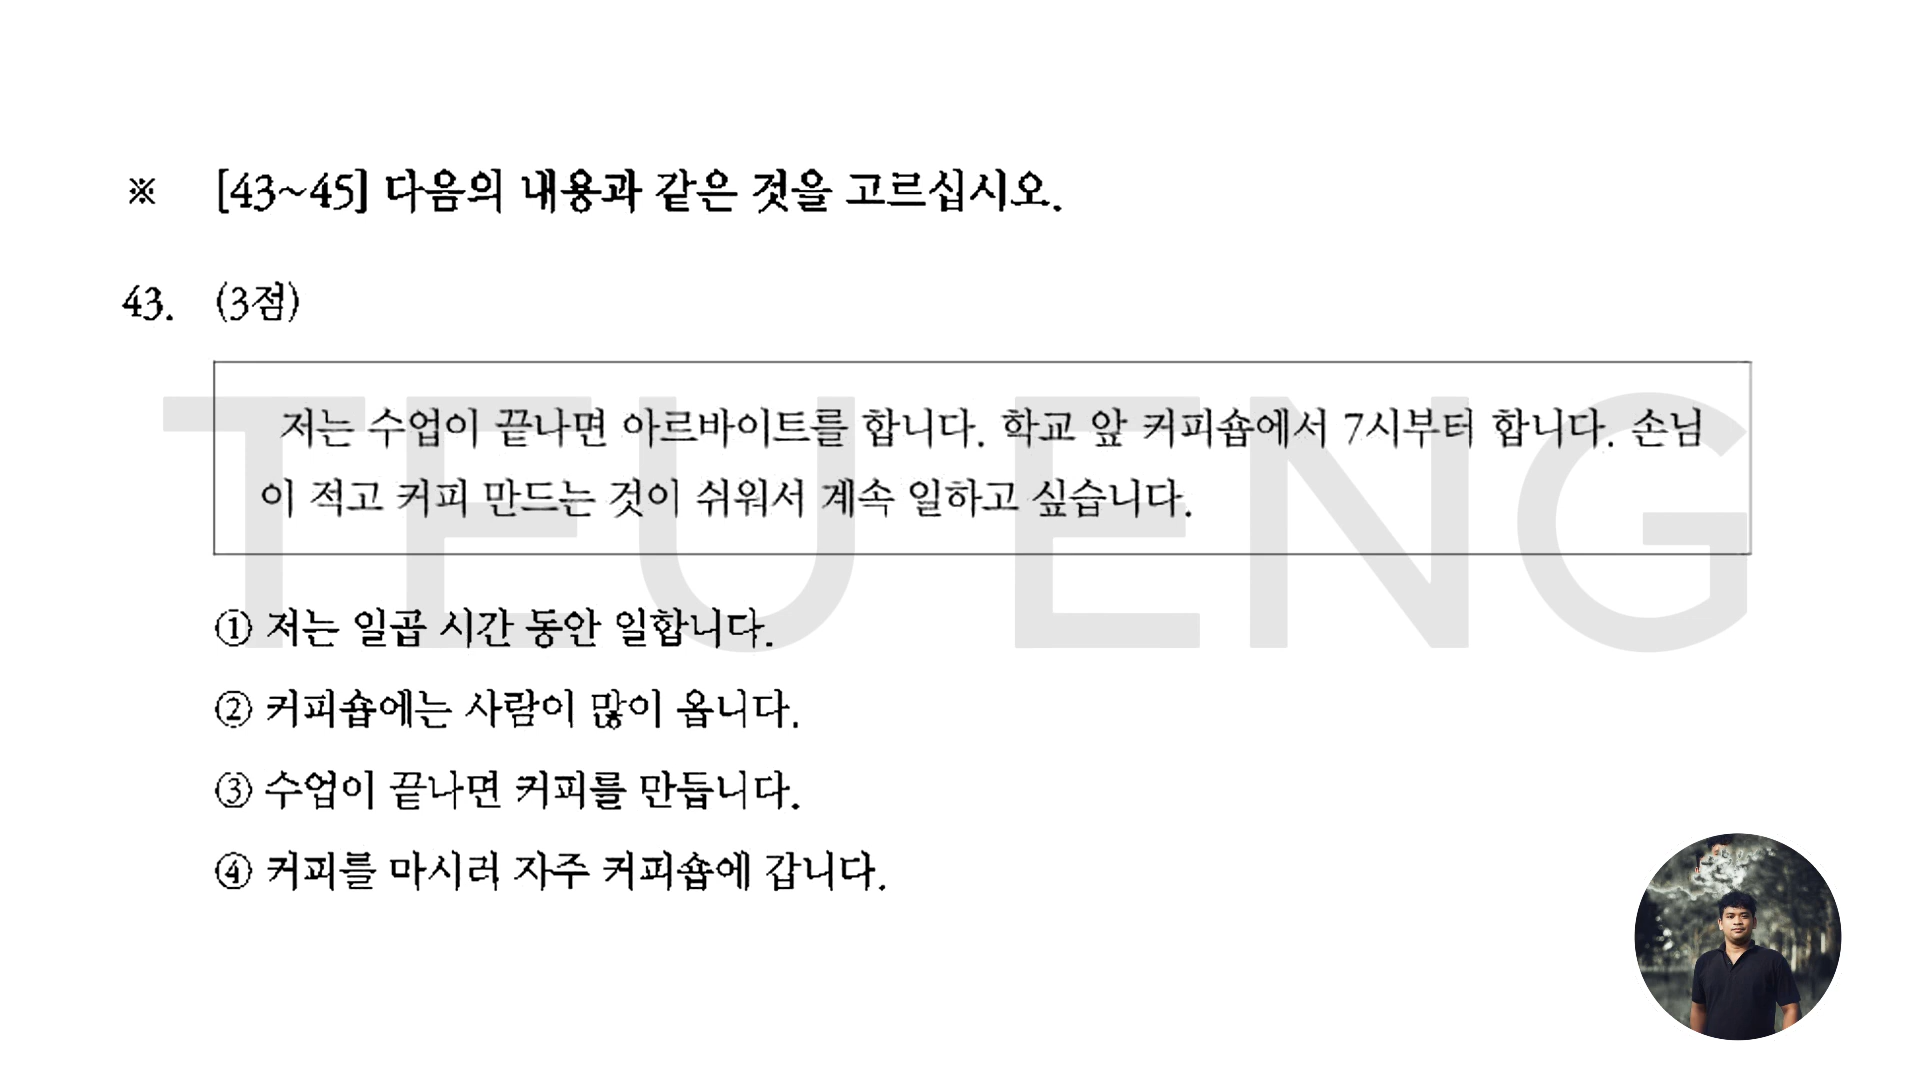 ※ [43~45] 다음의 내용과 같은 것을 고르십시오.
43. (3점)
저는 수업이 끝나면 아르바이트를 합니다. 학교 앞 커피숍에서 7시부터 합니다. 손님
이 적고 커피 만드는 것이 쉬워서 계속 일하고 싶습니다.
TEU ENG
① 저는 일곱 시간 동안 일합니다.
② 커피숍에는 사람이 많이 옵니다.
③ 수업이 끝나면 커피를 만듭니다.
④ 커피를 마시러 자주 커피숍에 갑니다.